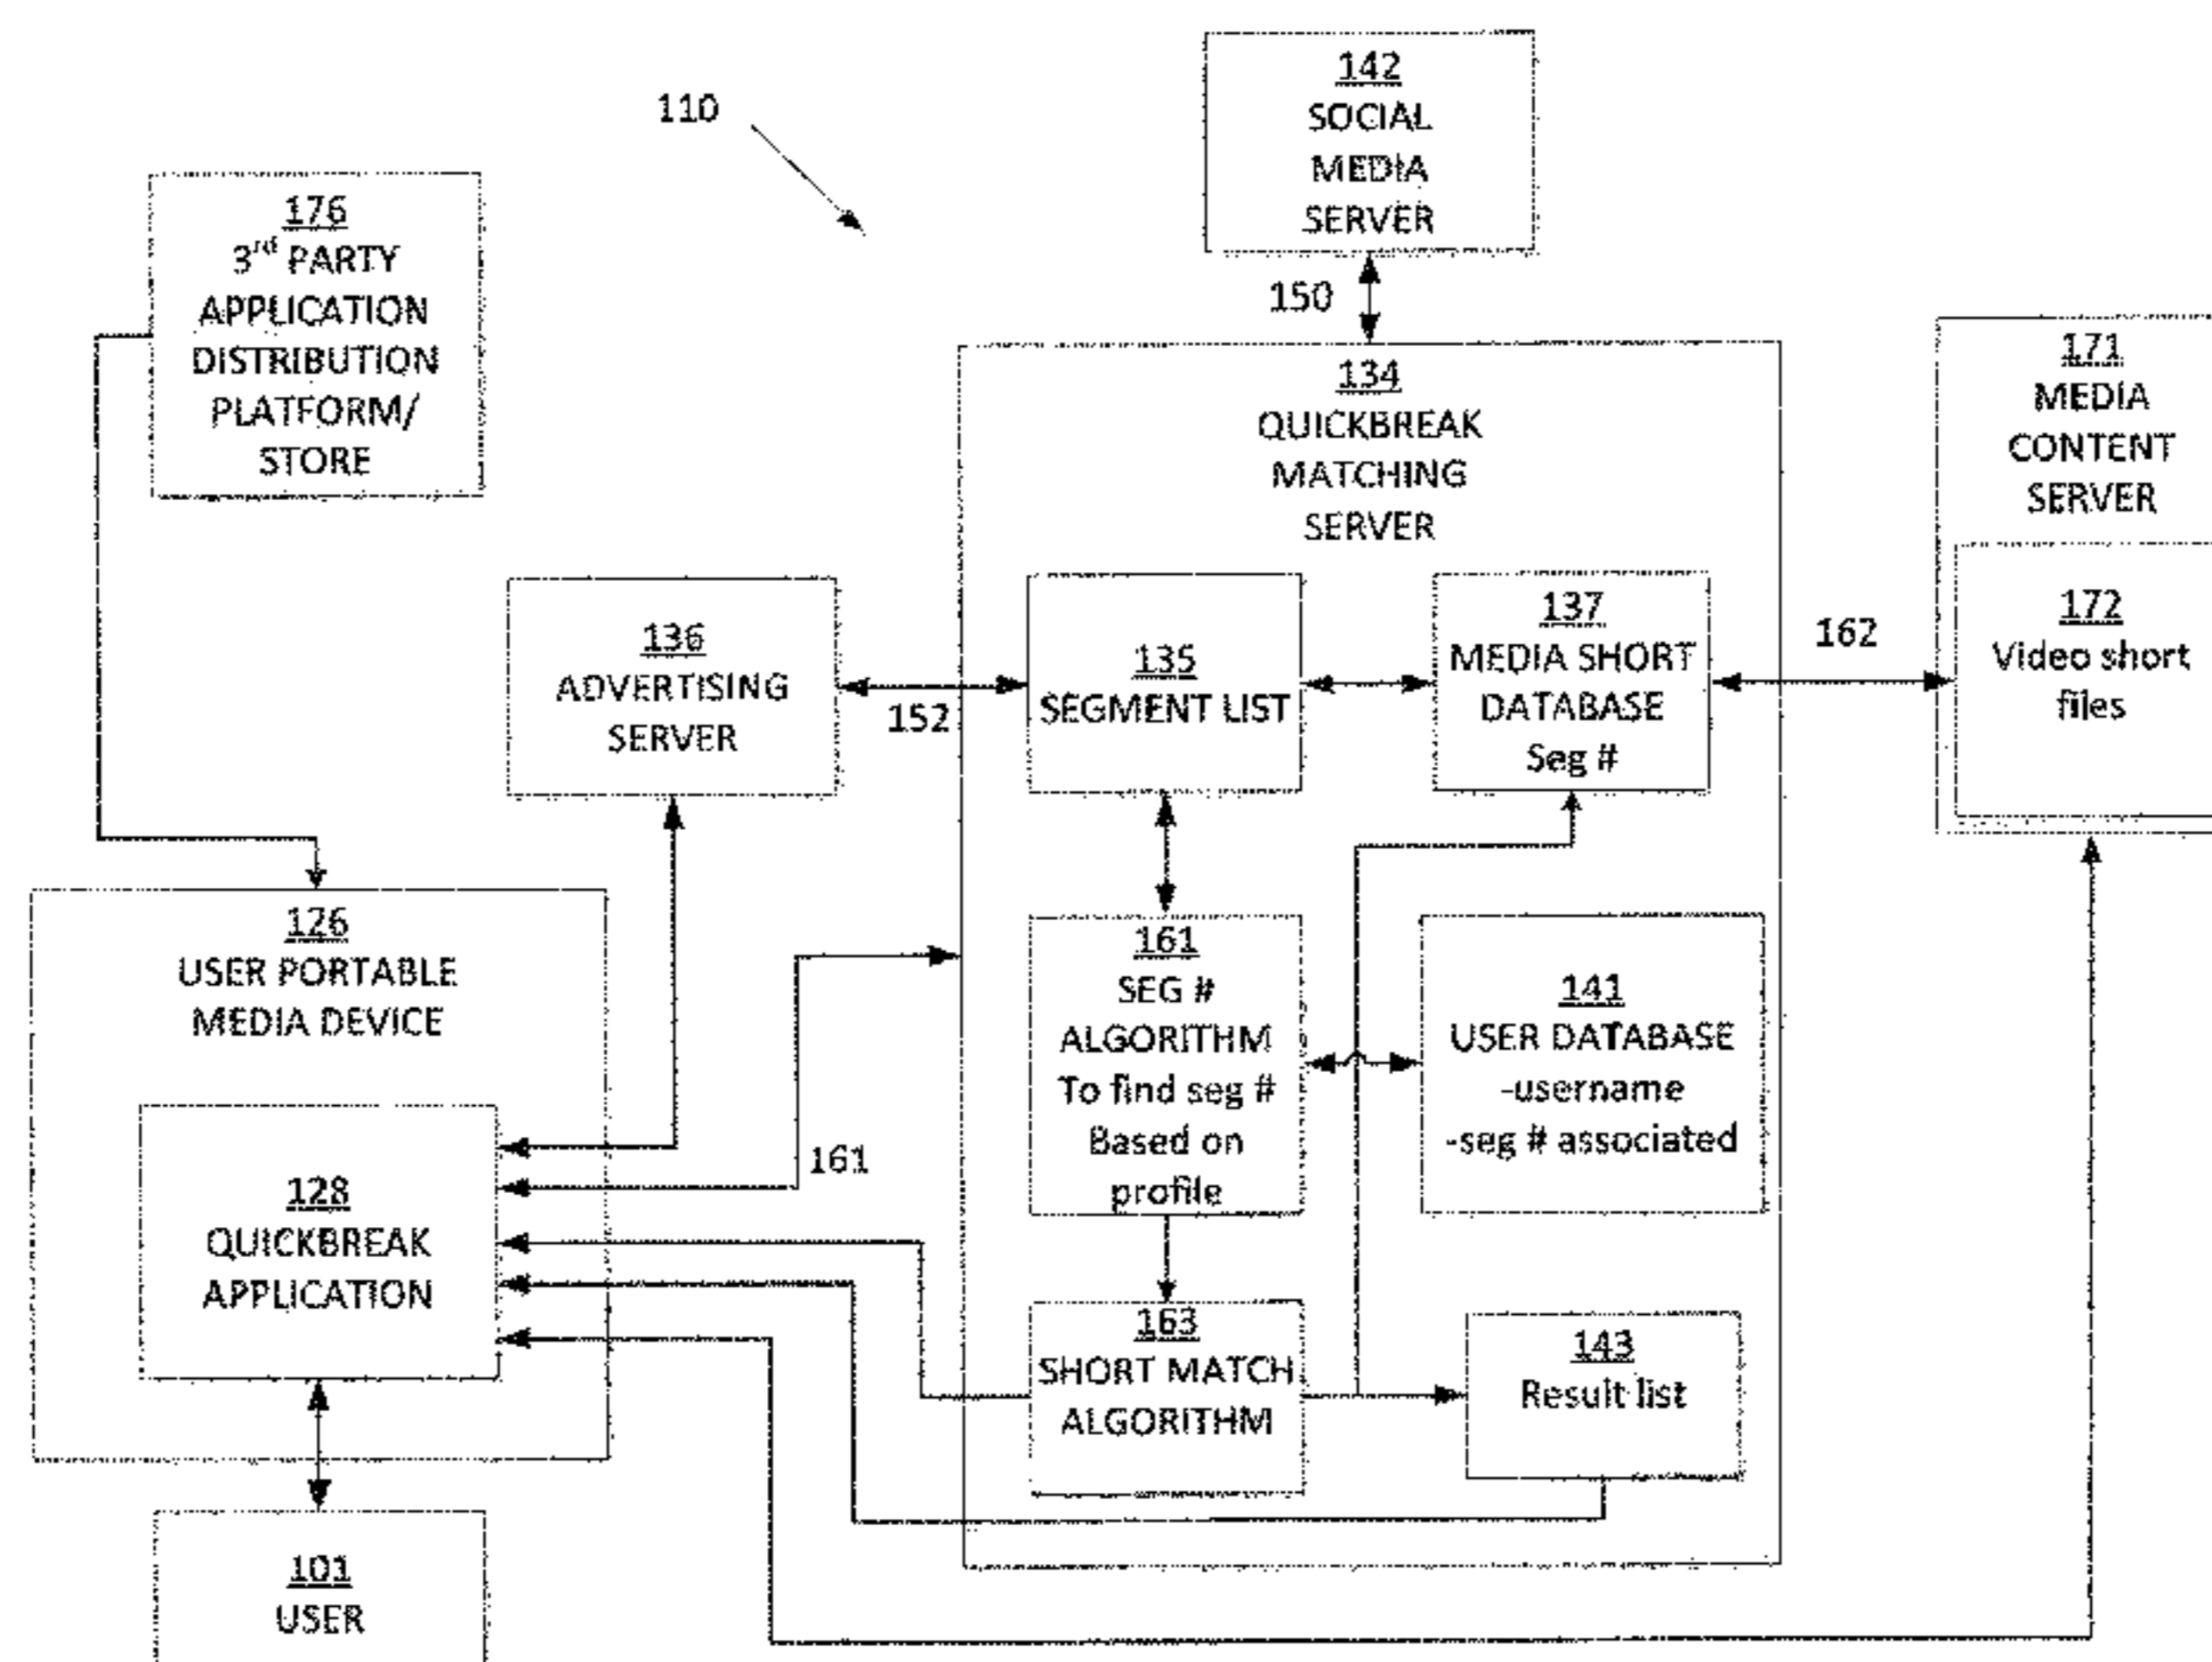 110
142
SOCIAL
MEDIA
SERVER
150
176
3rd PARTY
APPLICATION
DISTRIBUTION
PLATFORM/
STORE
134
QUICKBREAK
MATCHING
SERVER
171
MEDIA
CONTENT
SERVER
172
Video short
files
162
136
ADVERTISING
SERVER
152
135
SEGMENT LIST
137
MEDIA SHORT
DATABASE
Seg #
126
USER PORTABLE
MEDIA DEVICE
161
SEG #
ALGORITHM
To find seg #
Based on
profile
141
USER DATABASE
-username
-seg # associated
161
128
QUICKBREAK
APPLICATION
163
SHORT MATCH
ALGORITHM
143
Result list
101
USER